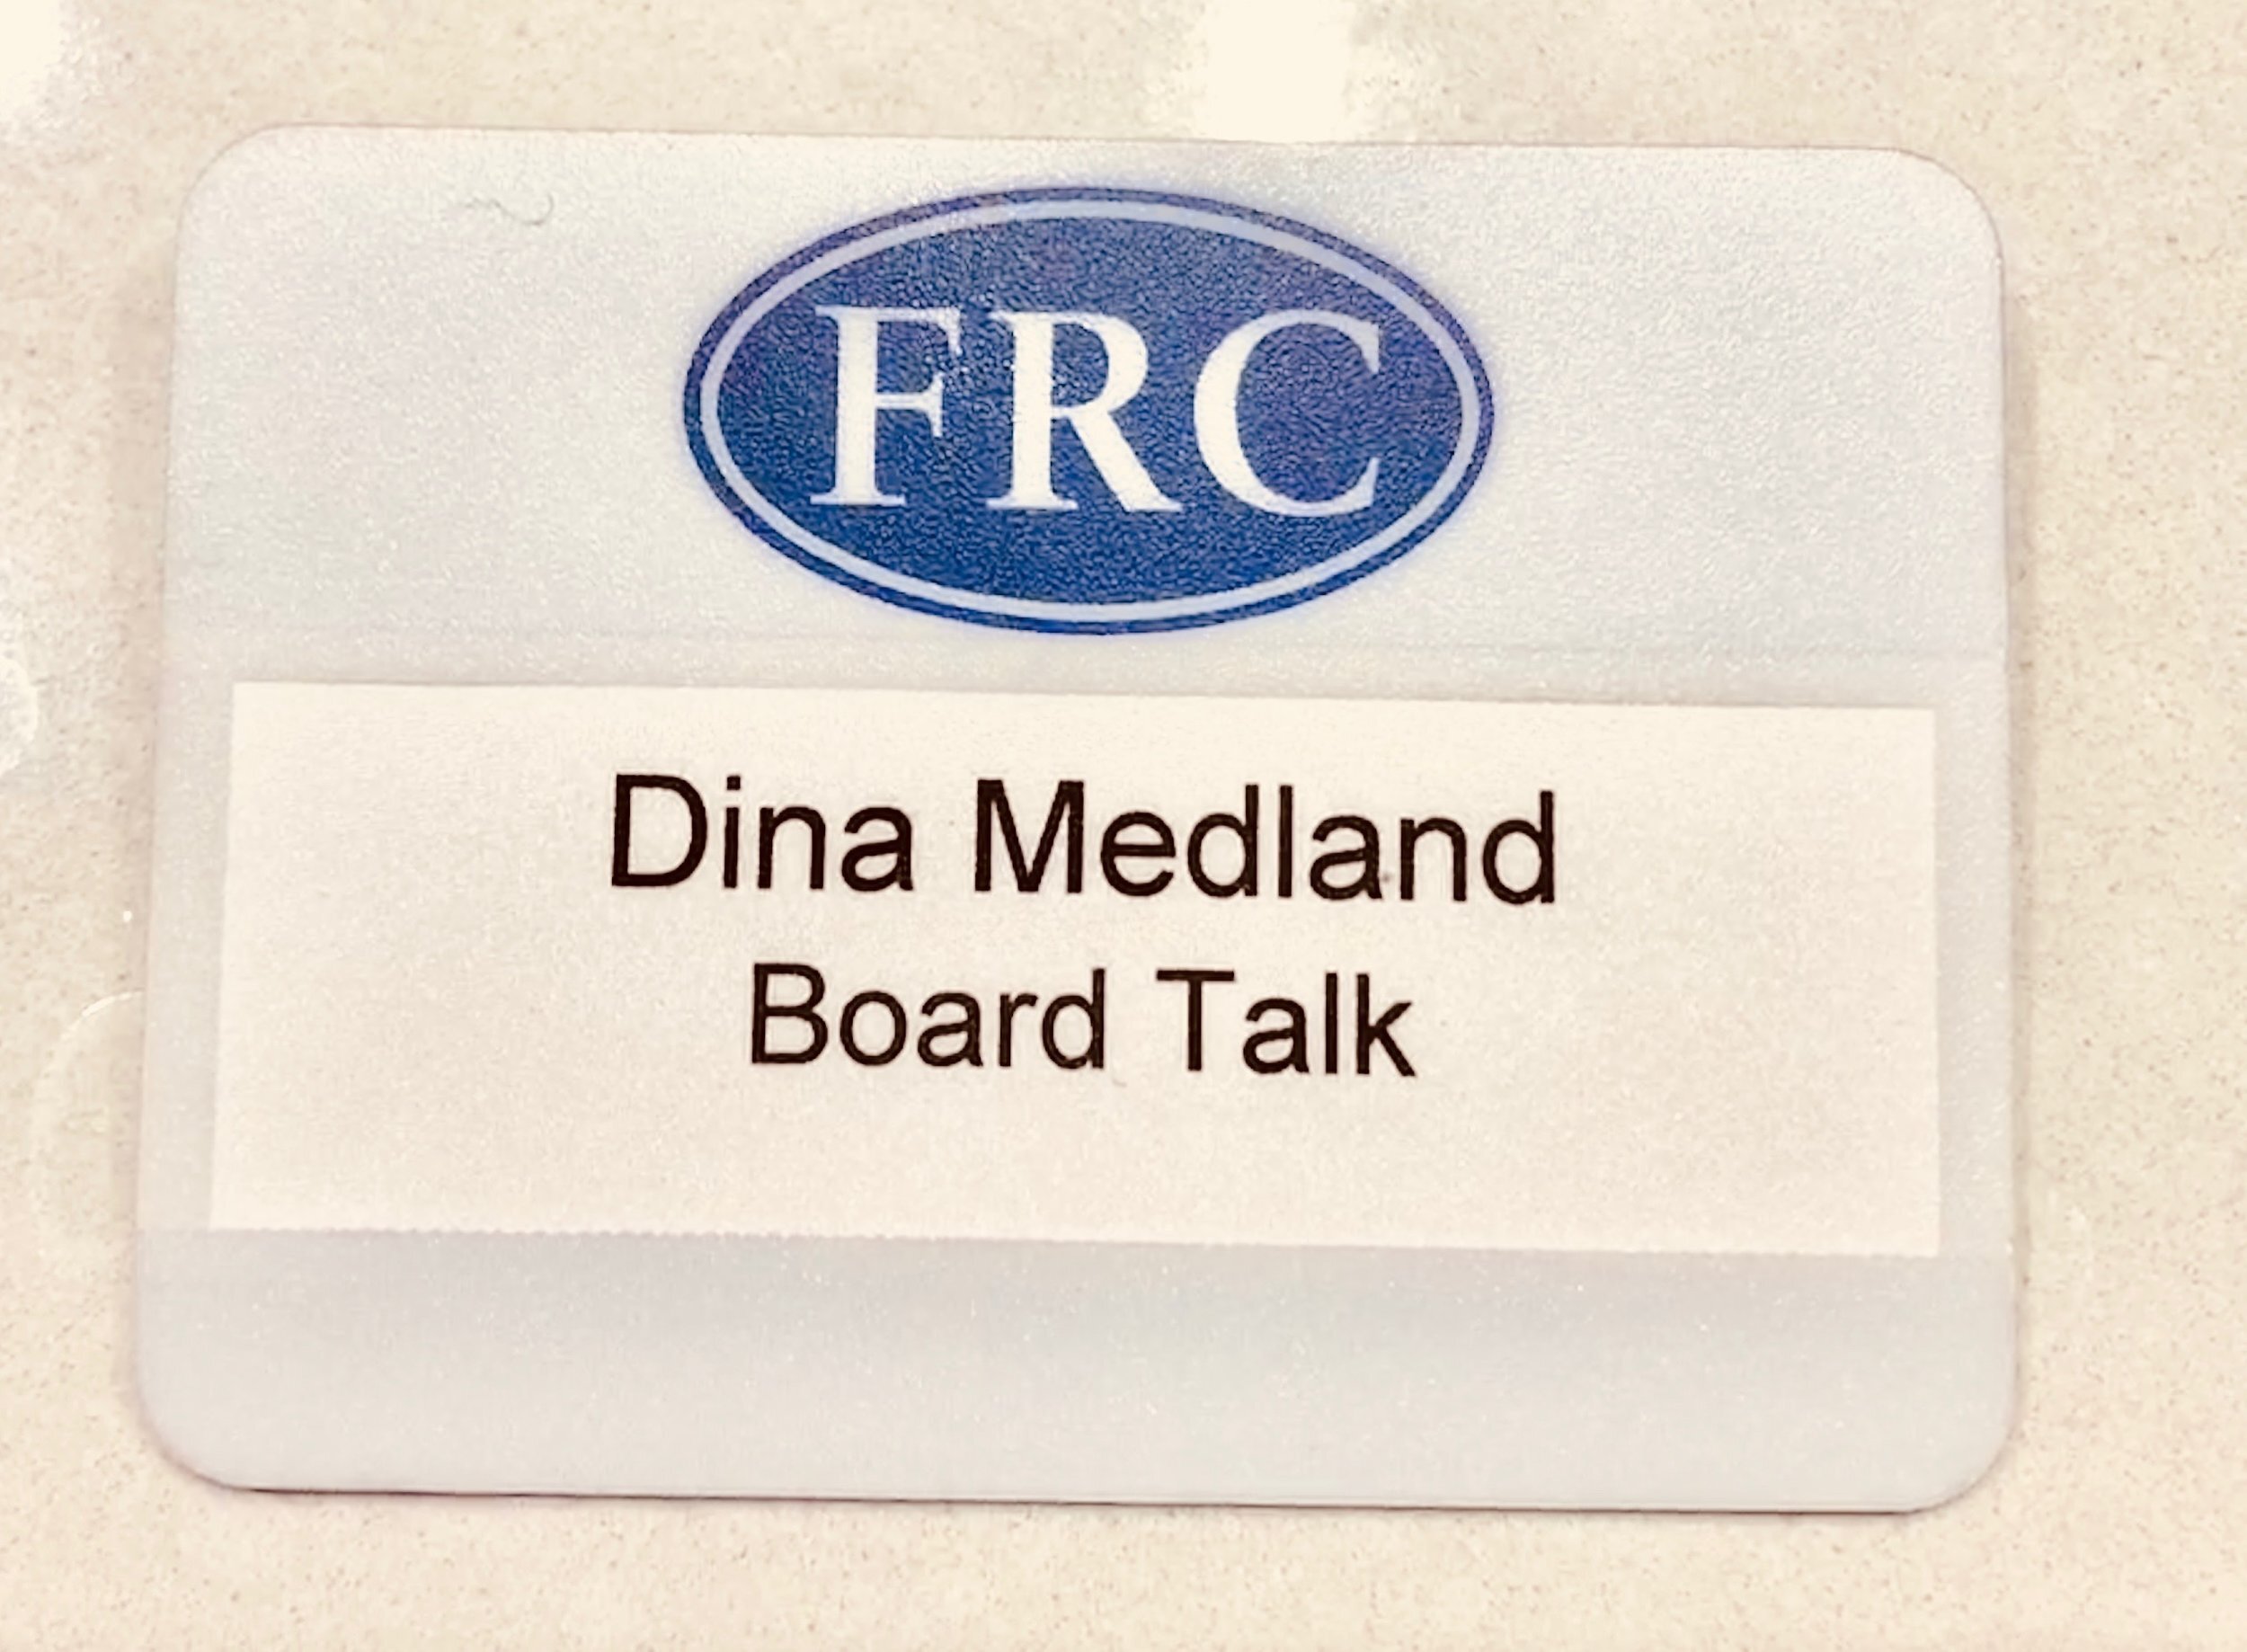 FRC
Dina Medland
Board Talk